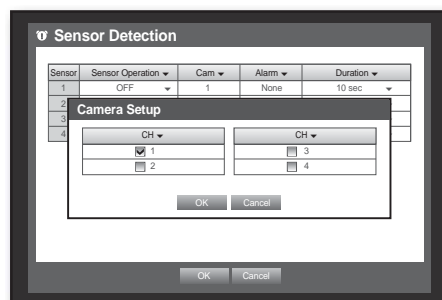 Sensor Detection
Sensor Sensor Operation Cam Alarm Duration
1 OFF 1 None 10 sec
2
3
4
Camera Setup
CH CH
1 3
2 4
OK Cancel
OK Cancel